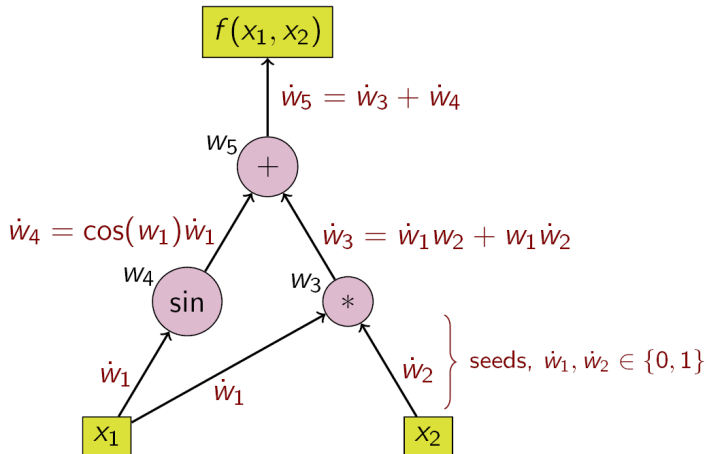 f(x₁, x₂)
ẇ₅ = ẇ₃ + ẇ₄
w₅
+
ẇ₄ = cos(w₁)ẇ₁
ẇ₃ = ẇ₁w₂ + w₁ẇ₂
w₄
sin
w₃
*
ẇ₁
ẇ₁
ẇ₂
seeds, ẇ₁, ẇ₂ ∈ {0, 1}
x₁
x₂